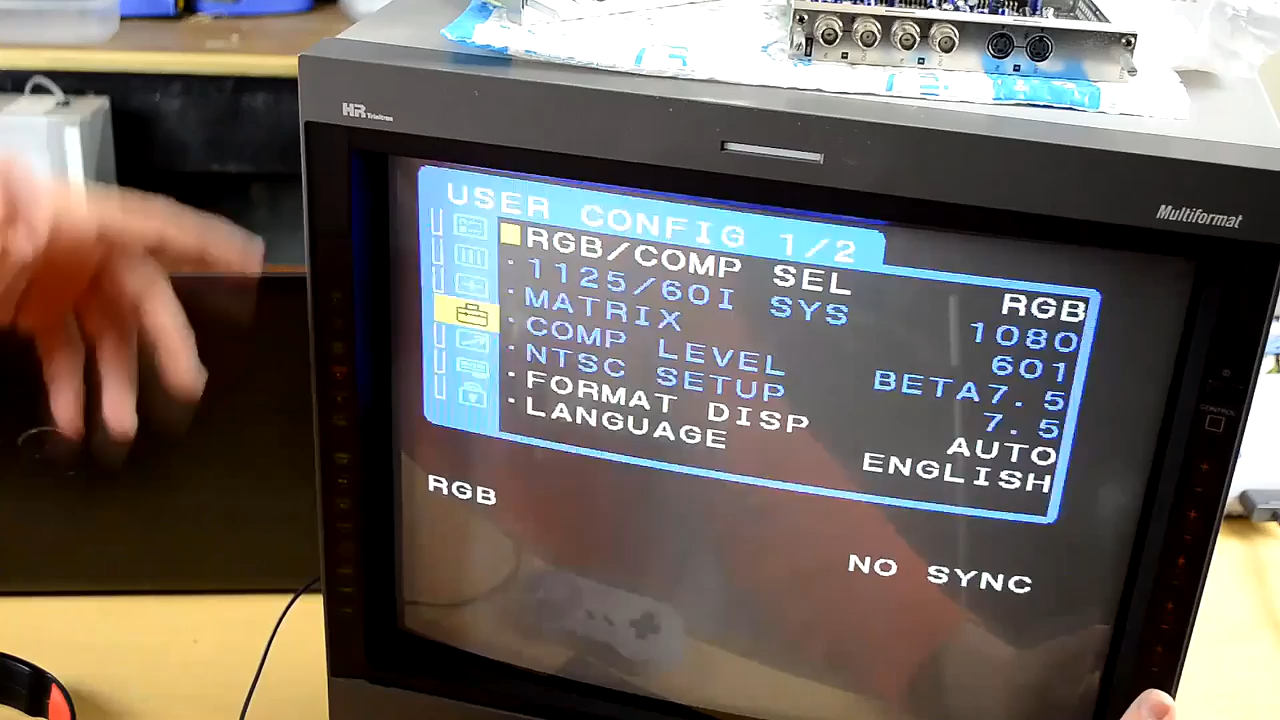 HR Trinitron
Multiformat
USER CONFIG 1/2
RGB/COMP SEL RGB
·1125/60I SYS 1080
·MATRIX 601
·COMP LEVEL BETA7.5
·NTSC SETUP 7.5
·FORMAT DISP AUTO
·LANGUAGE ENGLISH
RGB
NO SYNC
CONTROL